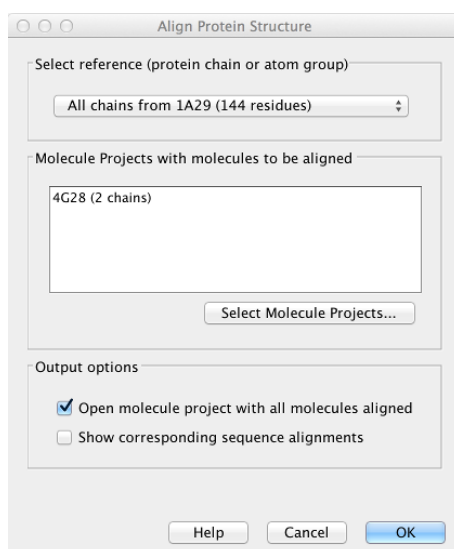 Align Protein Structure
Select reference (protein chain or atom group)
All chains from 1A29 (144 residues)
Molecule Projects with molecules to be aligned
4G28 (2 chains)
Select Molecule Projects...
Output options
Open molecule project with all molecules aligned
Show corresponding sequence alignments
Help Cancel OK